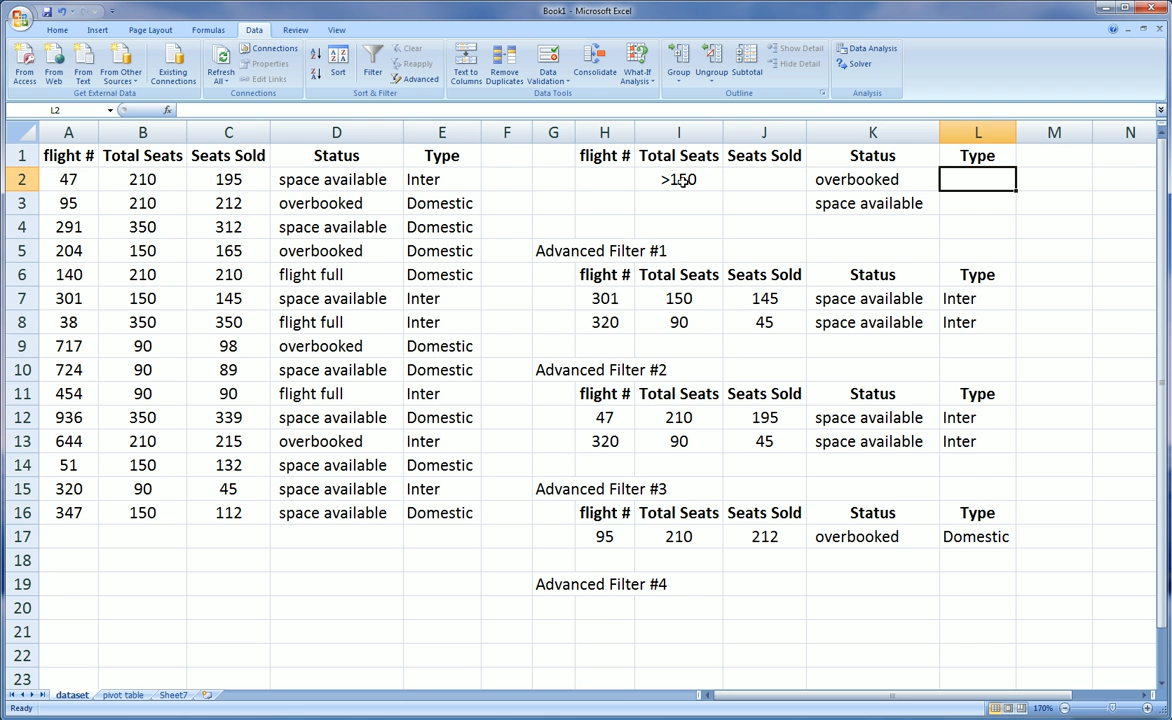 Book1 - Microsoft Excel
Home Insert Page Layout Formulas Data Review View
From Access
From Web
From Text
From Other Sources
Existing Connections
Get External Data
Refresh All
Connections
Properties
Edit Links
Connections
Sort
Filter
Clear
Reapply
Advanced
Sort & Filter
Text to Columns
Remove Duplicates
Data Validation
Consolidate
What-If Analysis
Data Tools
Group
Ungroup
Subtotal
Show Detail
Hide Detail
Outline
Data Analysis
Solver
Analysis
L2 fx
A B C D E F G H I J K L M N
1 flight # Total Seats Seats Sold Status Type flight # Total Seats Seats Sold Status Type
2 47 210 195 space available Inter >150 overbooked
3 95 210 212 overbooked Domestic space available
4 291 350 312 space available Domestic
5 204 150 165 overbooked Domestic Advanced Filter #1
6 140 210 210 flight full Domestic flight # Total Seats Seats Sold Status Type
7 301 150 145 space available Inter 301 150 145 space available Inter
8 38 350 350 flight full Inter 320 90 45 space available Inter
9 717 90 98 overbooked Domestic
10 724 90 89 space available Domestic Advanced Filter #2
11 454 90 90 flight full Inter flight # Total Seats Seats Sold Status Type
12 936 350 339 space available Domestic 47 210 195 space available Inter
13 644 210 215 overbooked Inter 320 90 45 space available Inter
14 51 150 132 space available Domestic
15 320 90 45 space available Inter Advanced Filter #3
16 347 150 112 space available Domestic flight # Total Seats Seats Sold Status Type
17 95 210 212 overbooked Domestic
18
19 Advanced Filter #4
20
21
22
23
dataset pivot table Sheet7
Ready 170%